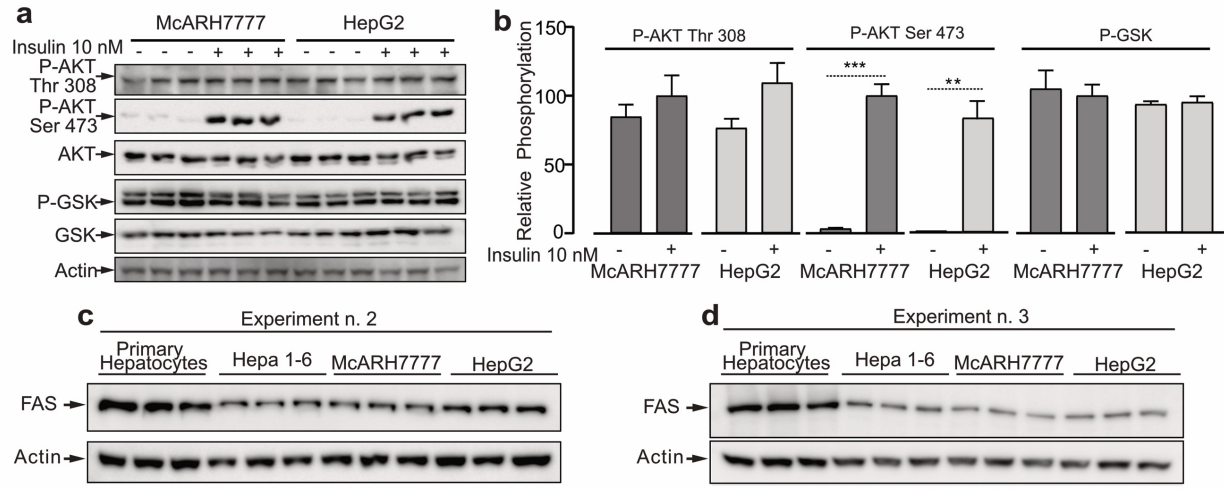 a
McARH7777 HepG2
Insulin 10 nM - - - + + + - - - + + +
P-AKT
Thr 308
P-AKT
Ser 473
AKT
P-GSK
GSK
Actin
b
Relative Phosphorylation
150
100
50
0
P-AKT Thr 308 P-AKT Ser 473 P-GSK
*** **
Insulin 10 nM - + - + - + - + - + - +
McARH7777 HepG2 McARH7777 HepG2 McARH7777 HepG2
c
Experiment n. 2
Primary
Hepatocytes Hepa 1-6 McARH7777 HepG2
FAS
Actin
d
Experiment n. 3
Primary
Hepatocytes Hepa 1-6 McARH7777 HepG2
FAS
Actin